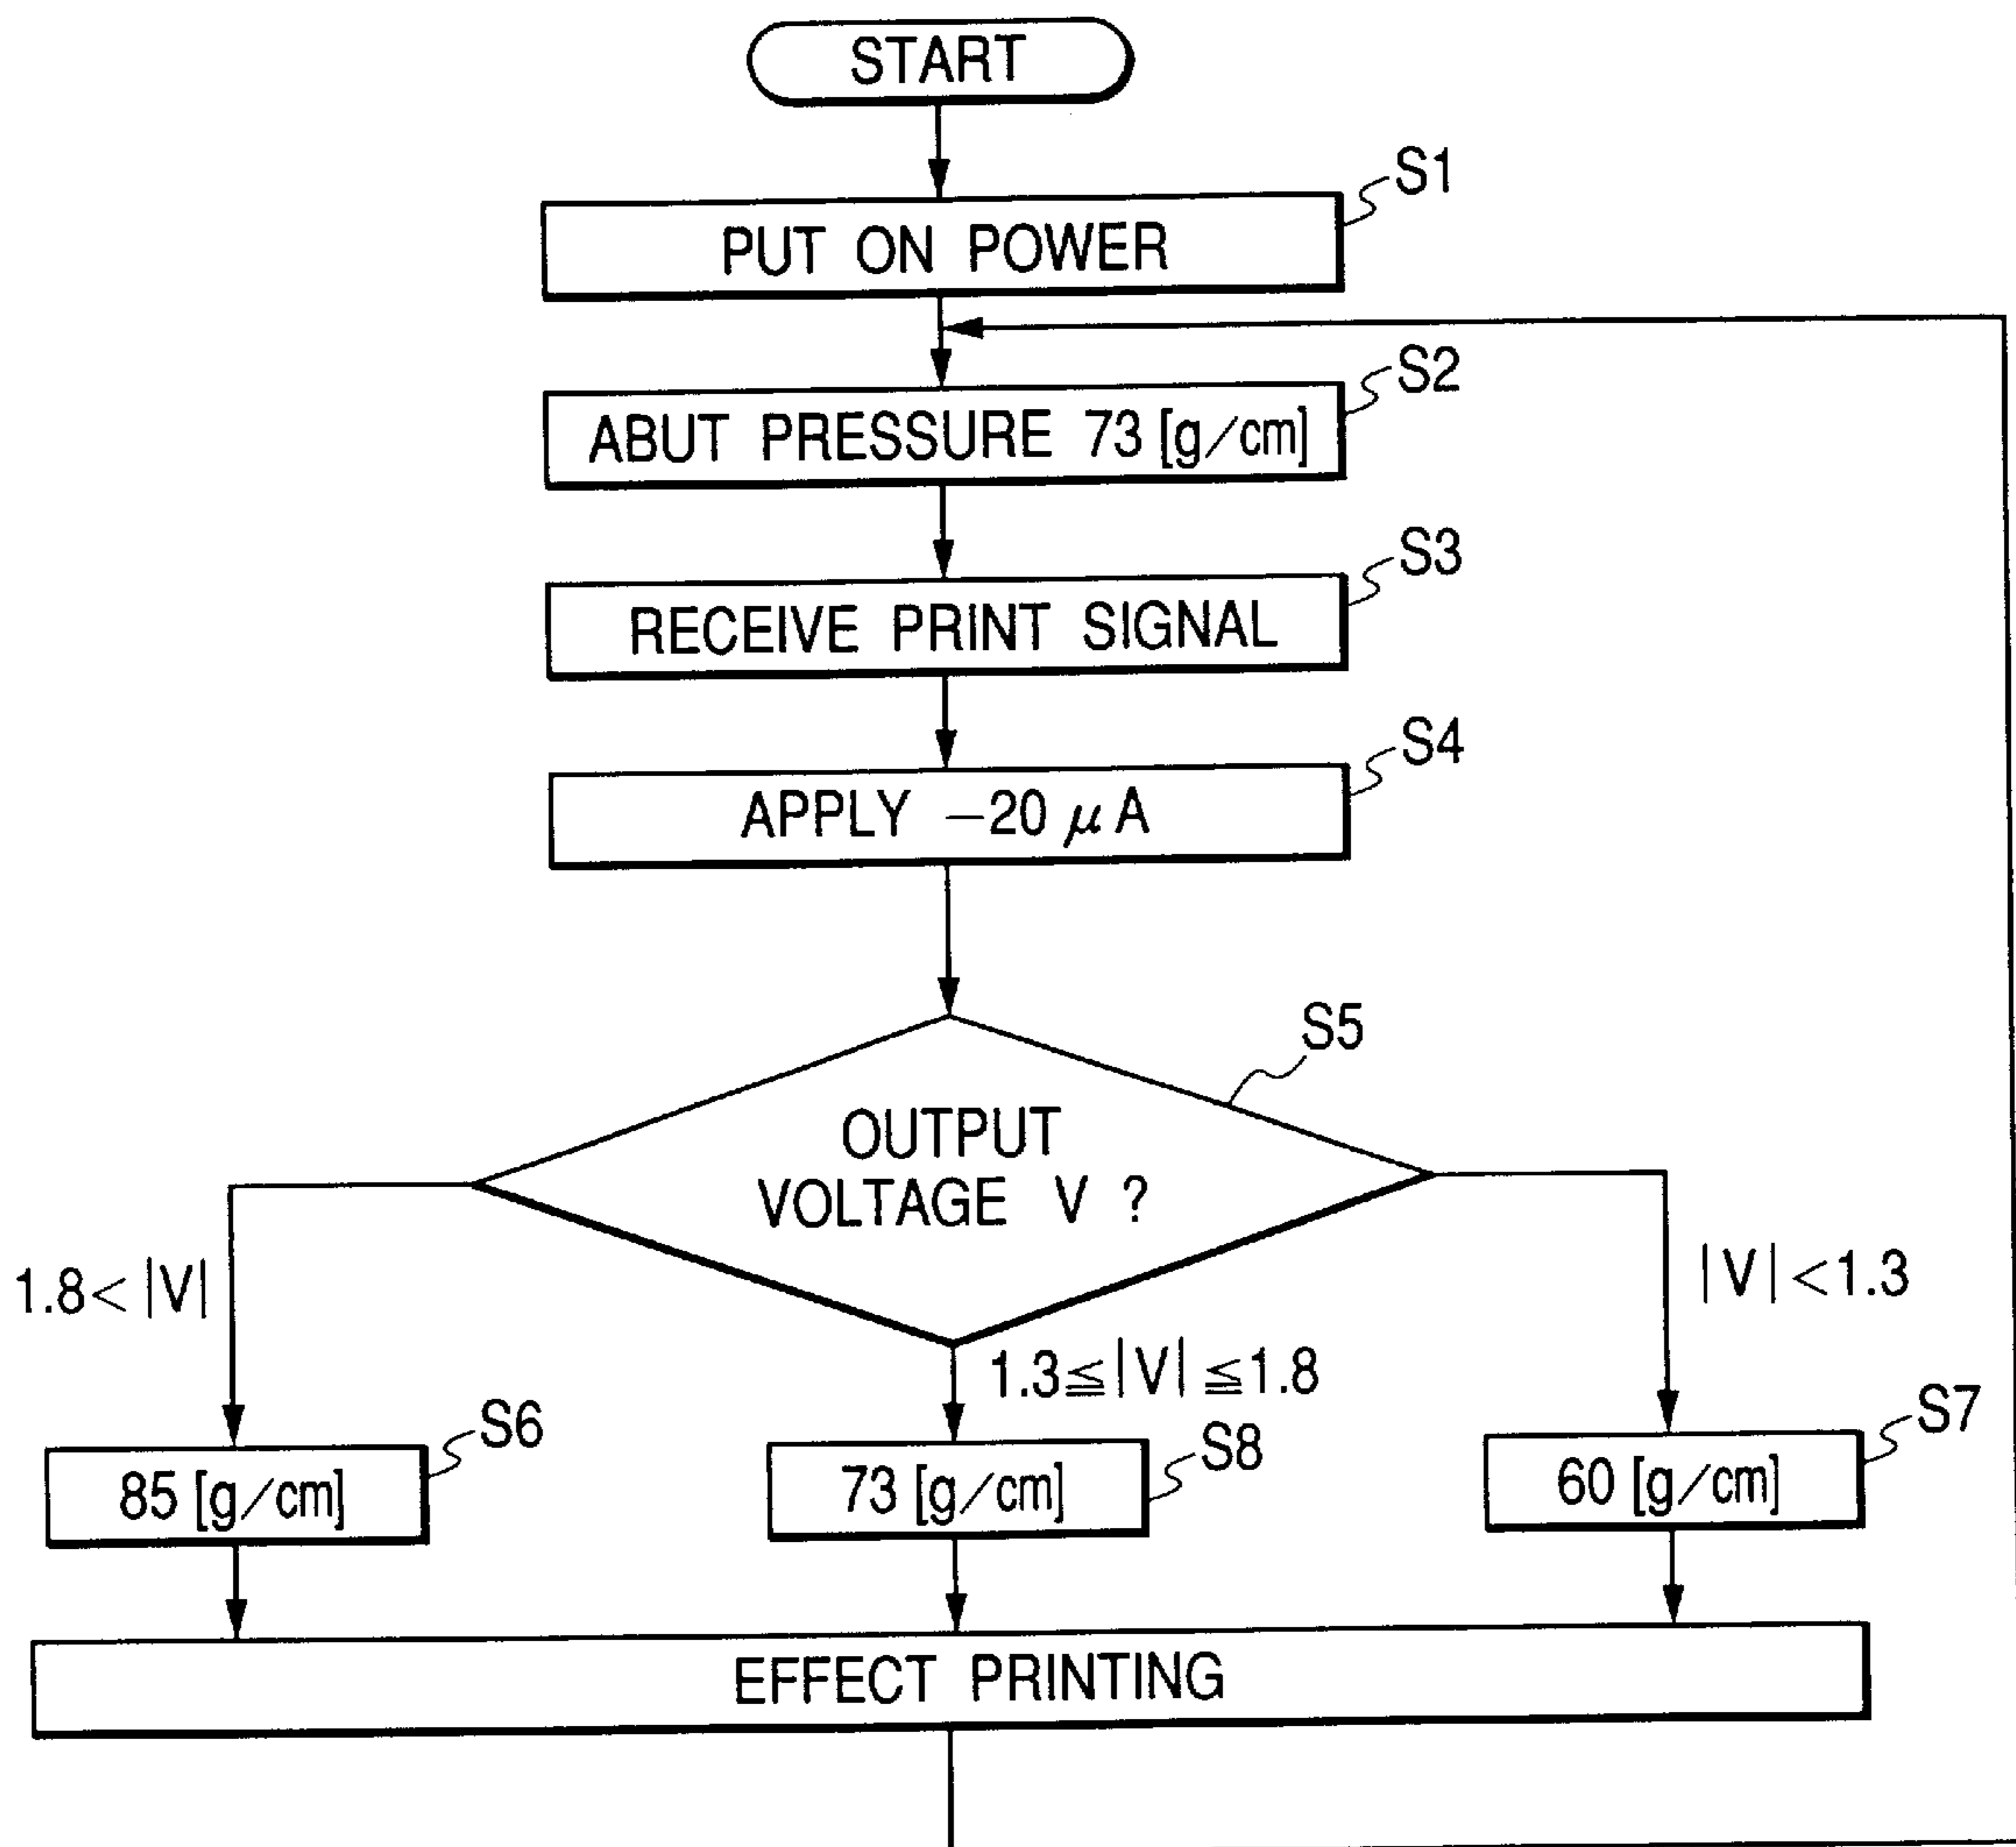 START
S1
PUT ON POWER
S2
ABUT PRESSURE 73 [g/cm]
S3
RECEIVE PRINT SIGNAL
S4
APPLY −20 μA
S5
OUTPUT
VOLTAGE V ?
1.8< |V|
1.3≦|V| ≦1.8
|V| <1.3
S6
85 [g/cm]
S8
73 [g/cm]
S7
60 [g/cm]
EFFECT PRINTING